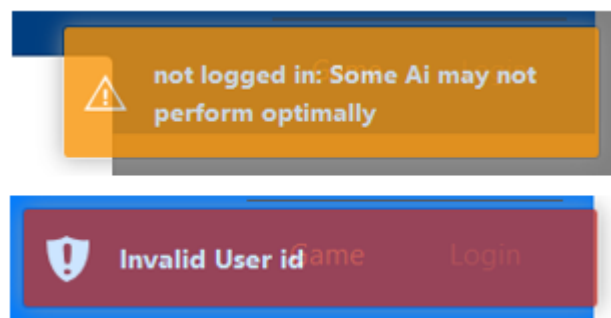 not logged in: Some Ai may not
perform optimally
Invalid User id
Game
Login